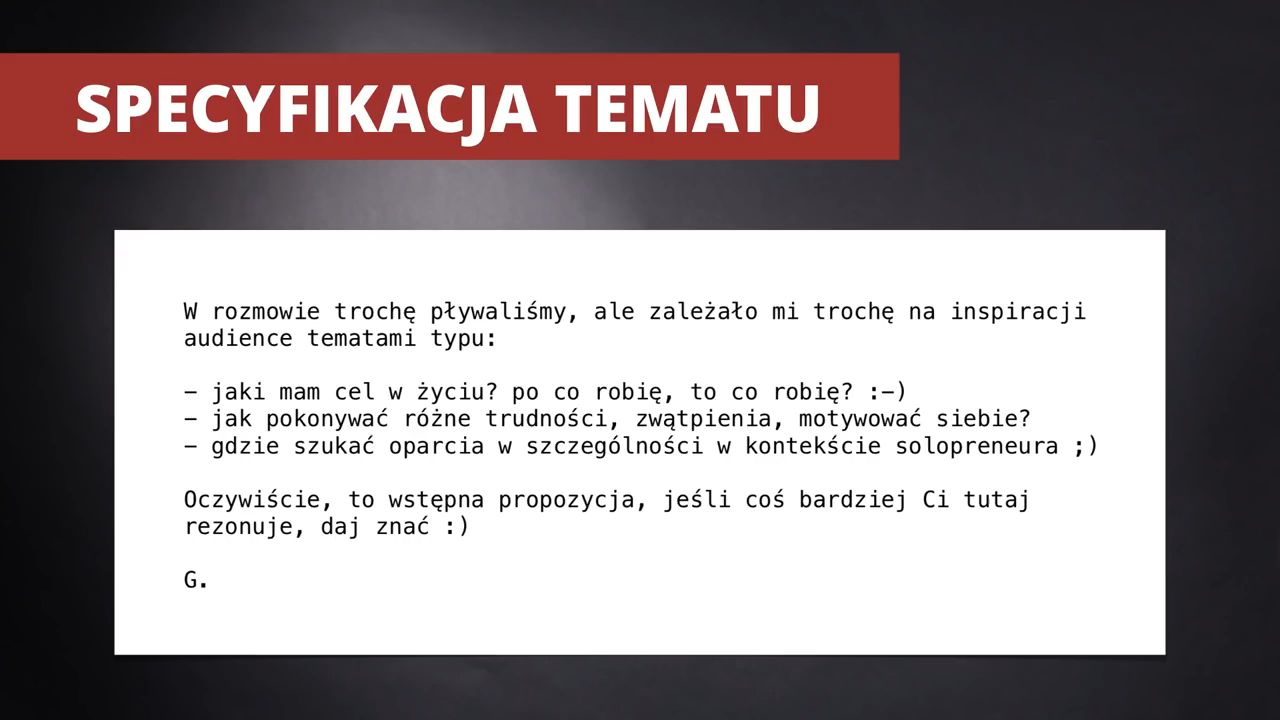 SPECYFIKACJA TEMATU
W rozmowie trochę pływaliśmy, ale zależało mi trochę na inspiracji
audience tematami typu:
– jaki mam cel w życiu? po co robię, to co robię? :–)
– jak pokonywać różne trudności, zwątpienia, motywować siebie?
– gdzie szukać oparcia w szczególności w kontekście solopreneura ;)
Oczywiście, to wstępna propozycja, jeśli coś bardziej Ci tutaj
rezonuje, daj znać :)
G.